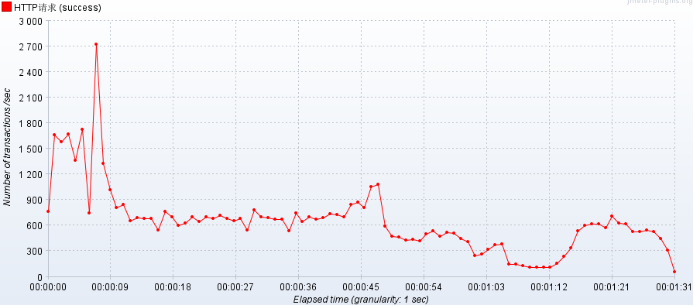 jmeter-plugins.org
HTTP请求 (success)
3 000
2 700
2 400
2 100
1 800
1 500
1 200
900
600
300
0
Number of transactions /sec
00:00:00 00:00:09 00:00:18 00:00:27 00:00:36 00:00:45 00:00:54 00:01:03 00:01:12 00:01:21 00:01:31
Elapsed time (granularity: 1 sec)